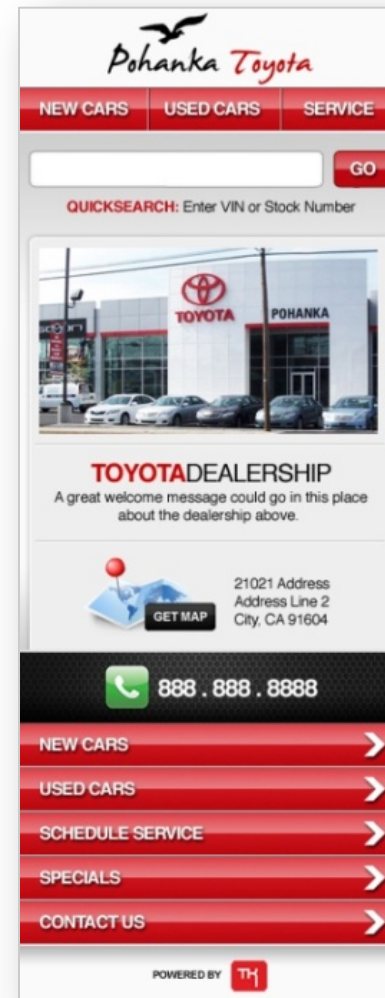 Pohanka Toyota
NEW CARS USED CARS SERVICE
GO
QUICKSEARCH: Enter VIN or Stock Number
TOYOTA
POHANKA
TOYOTADEALERSHIP
A great welcome message could go in this place
about the dealership above.
GET MAP
21021 Address
Address Line 2
City, CA 91604
888 . 888 . 8888
NEW CARS
USED CARS
SCHEDULE SERVICE
SPECIALS
CONTACT US
POWERED BY TK